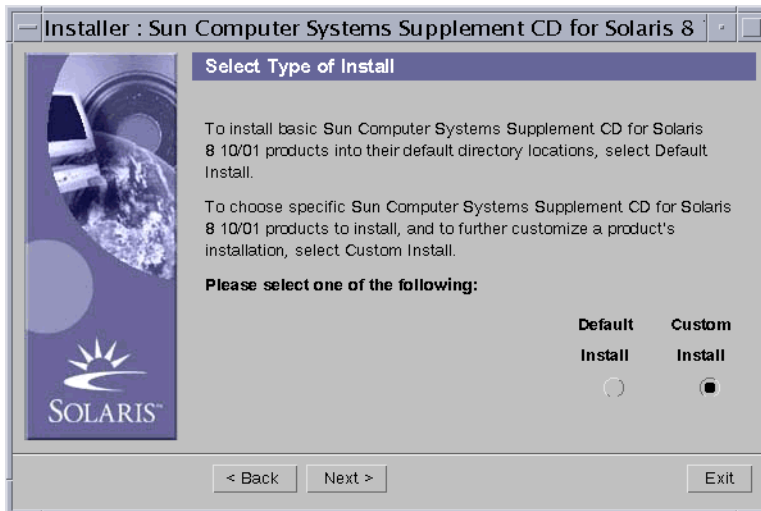 Installer : Sun Computer Systems Supplement CD for Solaris 8
Select Type of Install
To install basic Sun Computer Systems Supplement CD for Solaris
8 10/01 products into their default directory locations, select Default
Install.
To choose specific Sun Computer Systems Supplement CD for Solaris
8 10/01 products to install, and to further customize a product's
installation, select Custom Install.
Please select one of the following:
Default Custom
Install Install
SOLARIS™
< Back Next > Exit